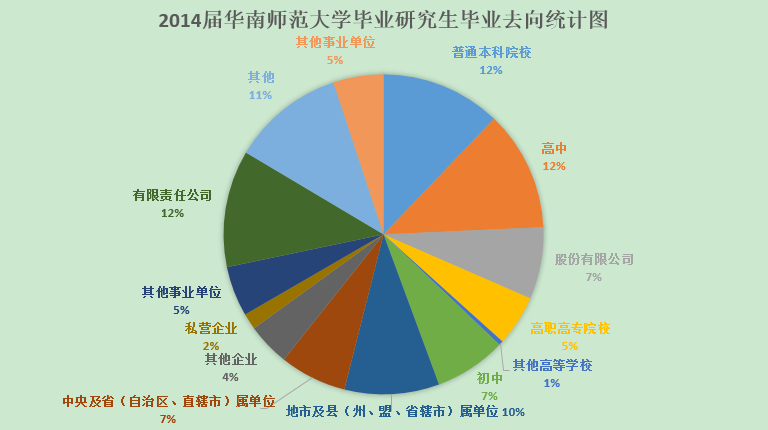 2014届华南师范大学毕业研究生毕业去向统计图
其他事业单位
5%
普通本科院校
12%
其他
11%
高中
12%
有限责任公司
12%
股份有限公司
7%
其他事业单位
5%
私营企业
2%
高职高专院校
5%
其他企业
4%
其他高等学校
1%
初中
7%
中央及省（自治区、直辖市）属单位
7%
地市及县（州、盟、省辖市）属单位 10%